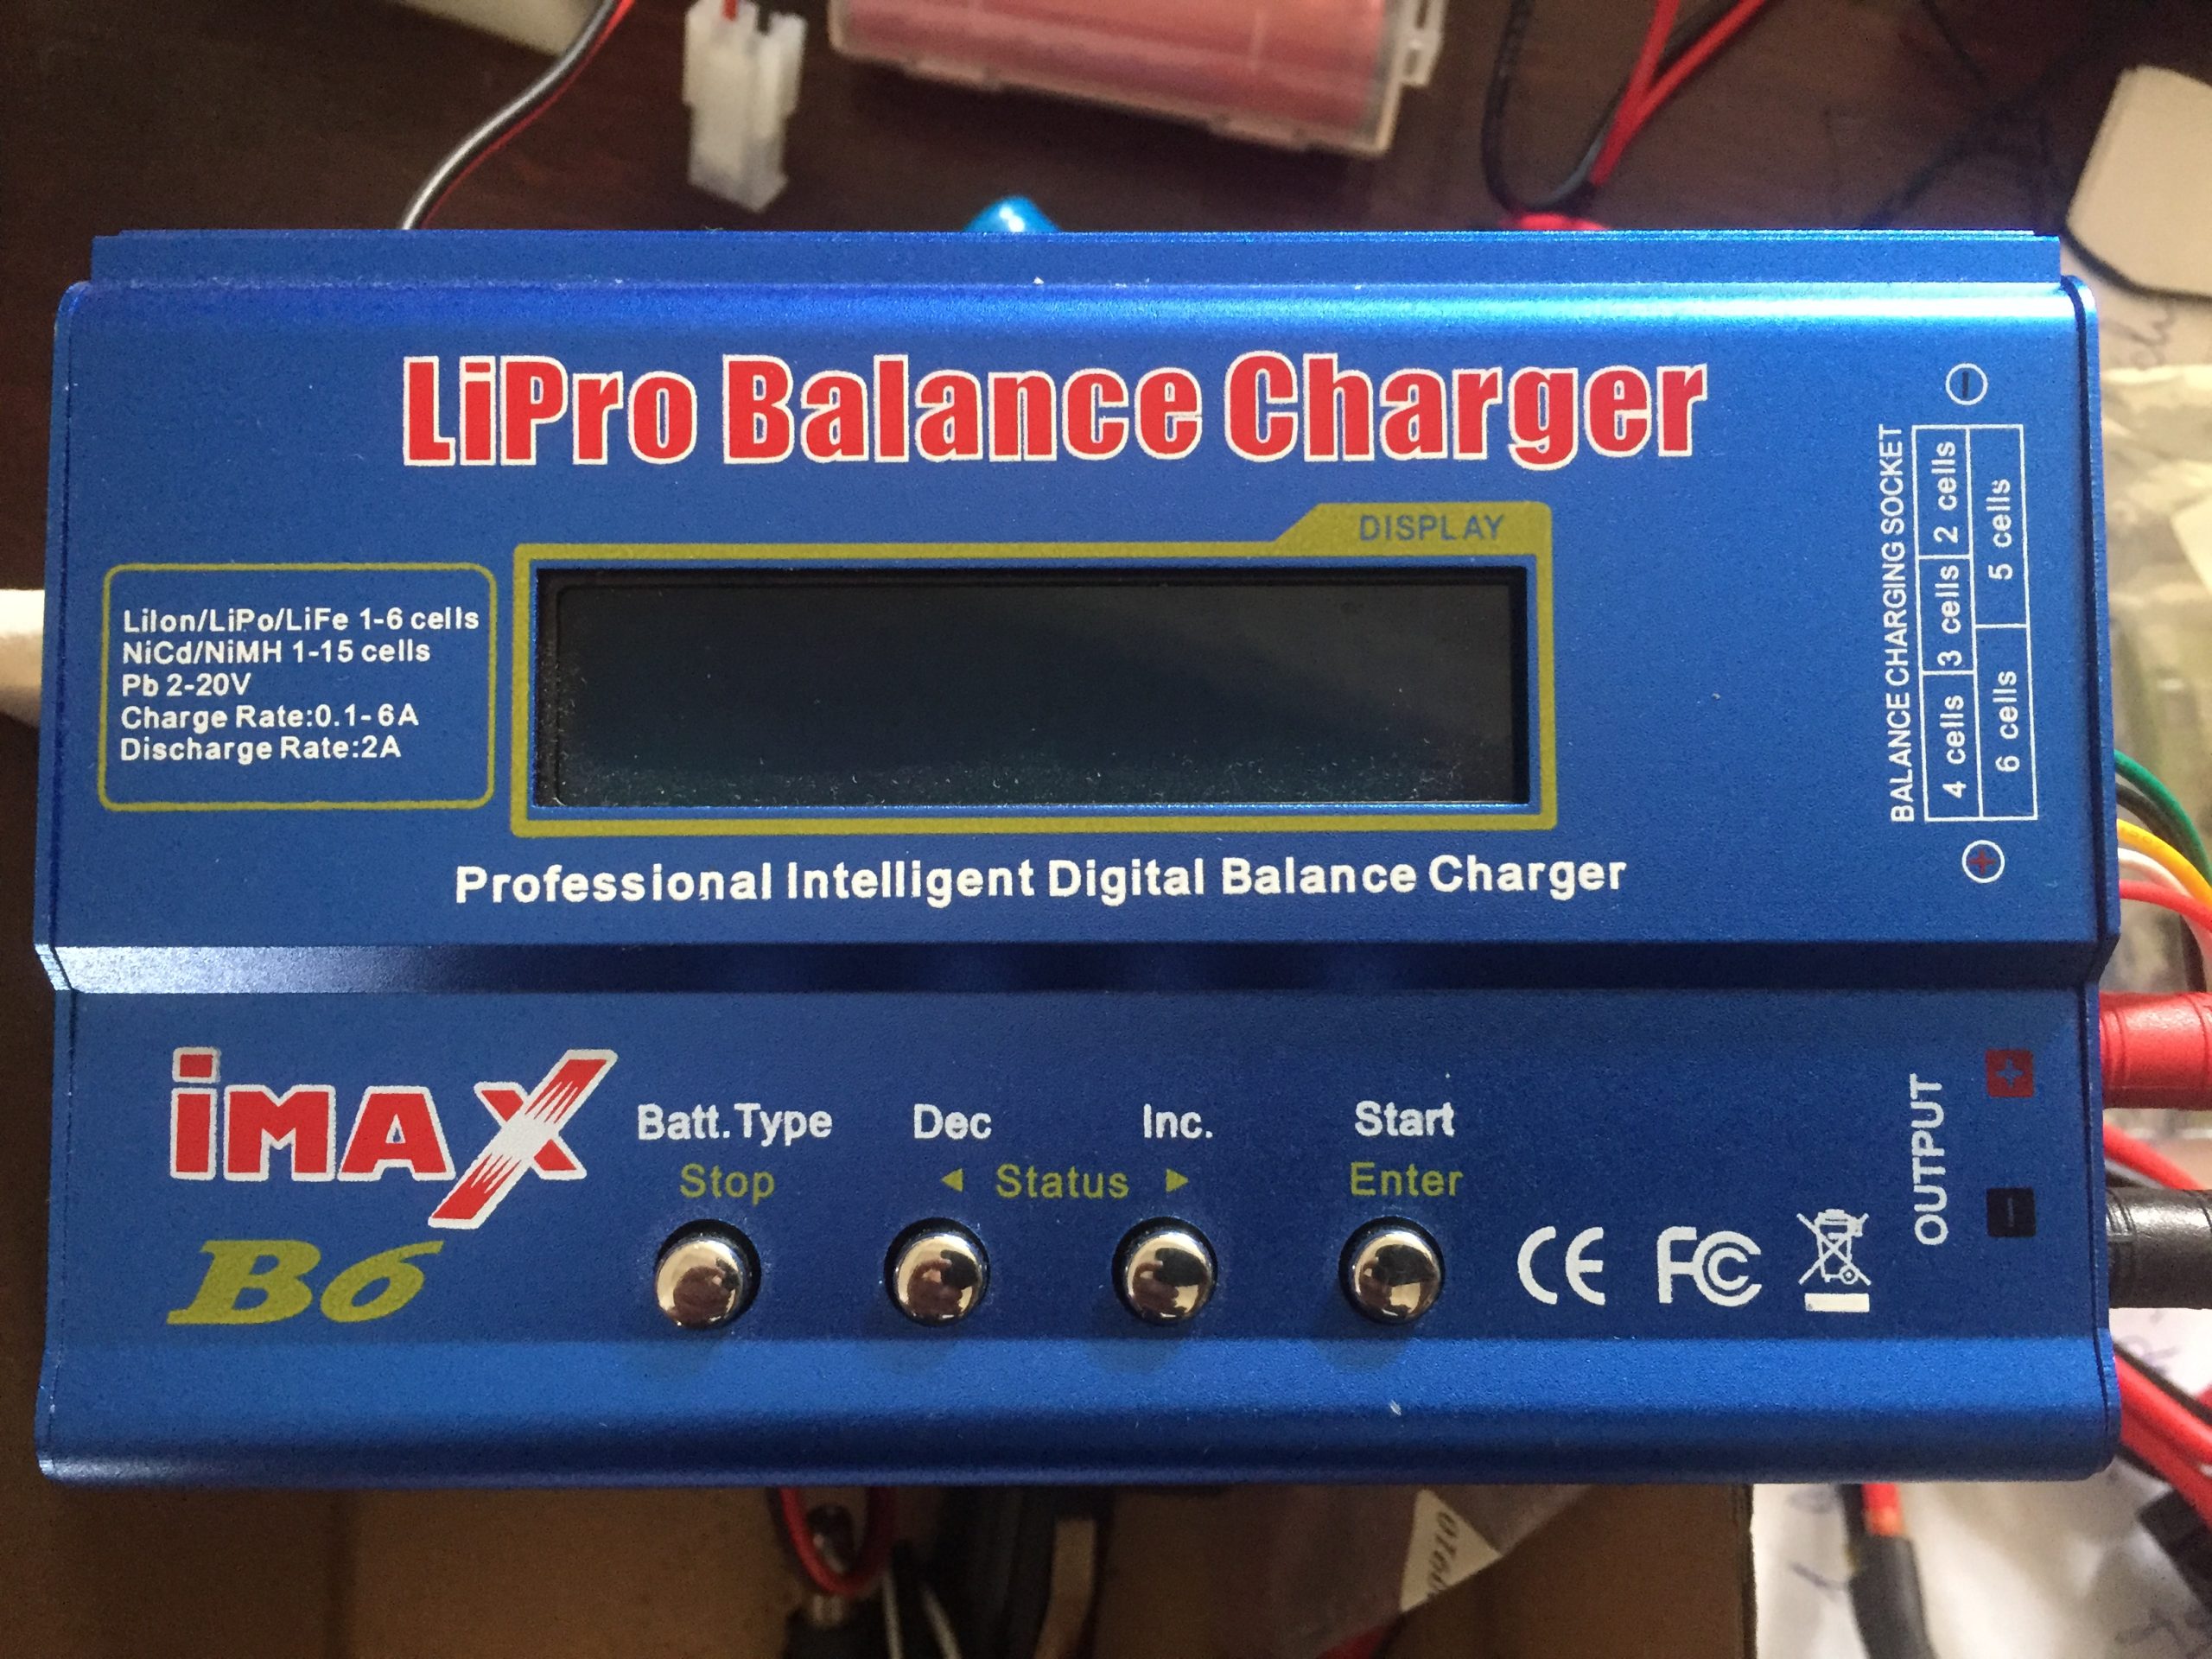 LiPro Balance Charger
DISPLAY
LiIon/LiPo/LiFe 1-6 cells
NiCd/NiMH 1-15 cells
Pb 2-20V
Charge Rate:0.1-6A
Discharge Rate:2A
Professional Intelligent Digital Balance Charger
BALANCE CHARGING SOCKET
4 cells 3 cells 2 cells
6 cells 5 cells
iMAX
B6
Batt.Type Dec Inc. Start
Stop ◄ Status ► Enter
CE FC
OUTPUT
+
-